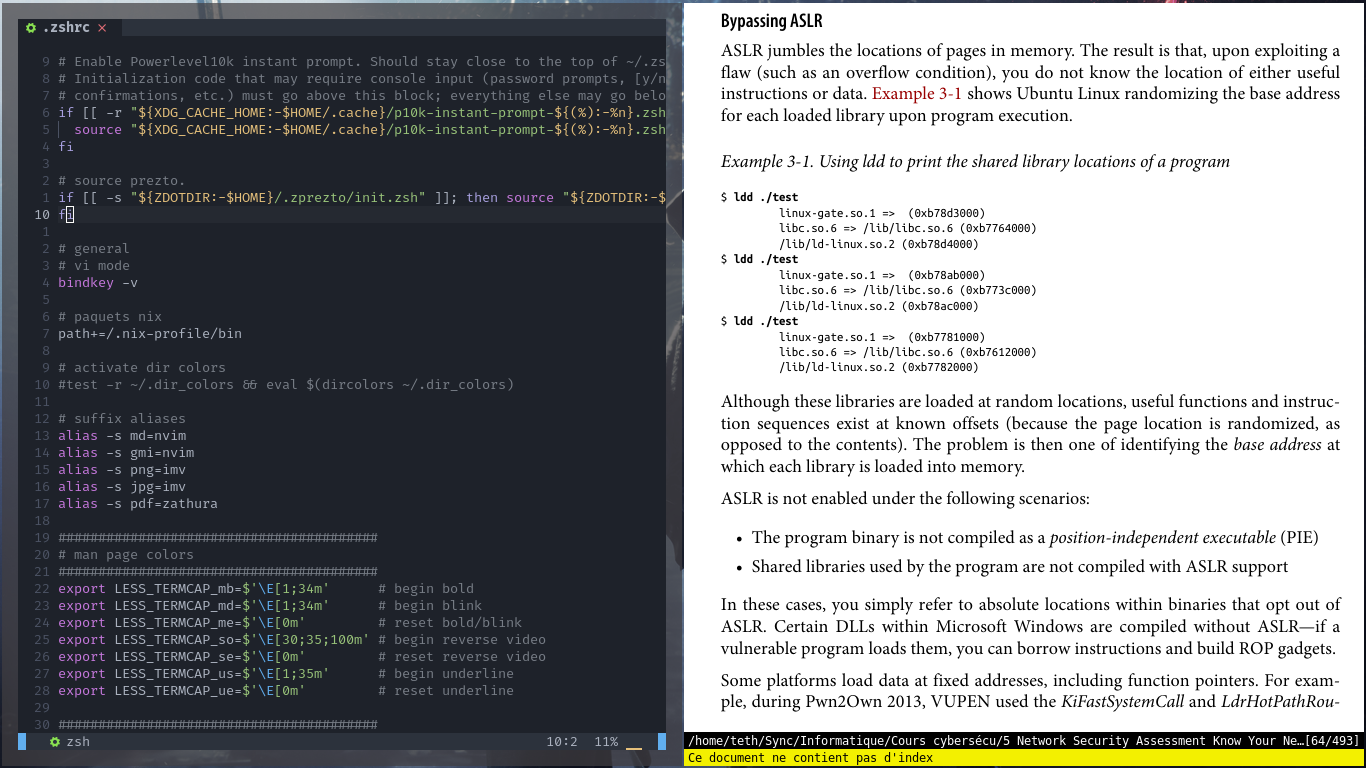 .zshrc ×
9 # Enable Powerlevel10k instant prompt. Should stay close to the top of ~/.zs
8 # Initialization code that may require console input (password prompts, [y/n
7 # confirmations, etc.) must go above this block; everything else may go belo
6 if [[ -r "${XDG_CACHE_HOME:-$HOME/.cache}/p10k-instant-prompt-${(%):-%n}.zsh
5 source "${XDG_CACHE_HOME:-$HOME/.cache}/p10k-instant-prompt-${(%):-%n}.zsh
4 fi
3
2 # source prezto.
1 if [[ -s "${ZDOTDIR:-$HOME}/.zprezto/init.zsh" ]]; then source "${ZDOTDIR:-$
10 fi
1
2 # general
3 # vi mode
4 bindkey -v
5
6 # paquets nix
7 path+=/.nix-profile/bin
8
9 # activate dir colors
10 #test -r ~/.dir_colors && eval $(dircolors ~/.dir_colors)
11
12 # suffix aliases
13 alias -s md=nvim
14 alias -s gmi=nvim
15 alias -s png=imv
16 alias -s jpg=imv
17 alias -s pdf=zathura
18
19 ########################################
20 # man page colors
21 ########################################
22 export LESS_TERMCAP_mb=$'\E[1;34m' # begin bold
23 export LESS_TERMCAP_md=$'\E[1;34m' # begin blink
24 export LESS_TERMCAP_me=$'\E[0m' # reset bold/blink
25 export LESS_TERMCAP_so=$'\E[30;35;100m' # begin reverse video
26 export LESS_TERMCAP_se=$'\E[0m' # reset reverse video
27 export LESS_TERMCAP_us=$'\E[1;35m' # begin underline
28 export LESS_TERMCAP_ue=$'\E[0m' # reset underline
29
30 ########################################
zsh 10:2 11%
Bypassing ASLR
ASLR jumbles the locations of pages in memory. The result is that, upon exploiting a
flaw (such as an overflow condition), you do not know the location of either useful
instructions or data. Example 3-1 shows Ubuntu Linux randomizing the base address
for each loaded library upon program execution.
Example 3-1. Using ldd to print the shared library locations of a program
$ ldd ./test
linux-gate.so.1 => (0xb78d3000)
libc.so.6 => /lib/libc.so.6 (0xb7764000)
/lib/ld-linux.so.2 (0xb78d4000)
$ ldd ./test
linux-gate.so.1 => (0xb78ab000)
libc.so.6 => /lib/libc.so.6 (0xb773c000)
/lib/ld-linux.so.2 (0xb78ac000)
$ ldd ./test
linux-gate.so.1 => (0xb7781000)
libc.so.6 => /lib/libc.so.6 (0xb7612000)
/lib/ld-linux.so.2 (0xb7782000)
Although these libraries are loaded at random locations, useful functions and instruc-
tion sequences exist at known offsets (because the page location is randomized, as
opposed to the contents). The problem is then one of identifying the base address at
which each library is loaded into memory.
ASLR is not enabled under the following scenarios:
• The program binary is not compiled as a position-independent executable (PIE)
• Shared libraries used by the program are not compiled with ASLR support
In these cases, you simply refer to absolute locations within binaries that opt out of
ASLR. Certain DLLs within Microsoft Windows are compiled without ASLR—if a
vulnerable program loads them, you can borrow instructions and build ROP gadgets.
Some platforms load data at fixed addresses, including function pointers. For exam-
ple, during Pwn2Own 2013, VUPEN used the KiFastSystemCall and LdrHotPathRou-
/home/teth/Sync/Informatique/Cours cybersécu/5 Network Security Assessment Know Your Ne…[64/493]
Ce document ne contient pas d'index